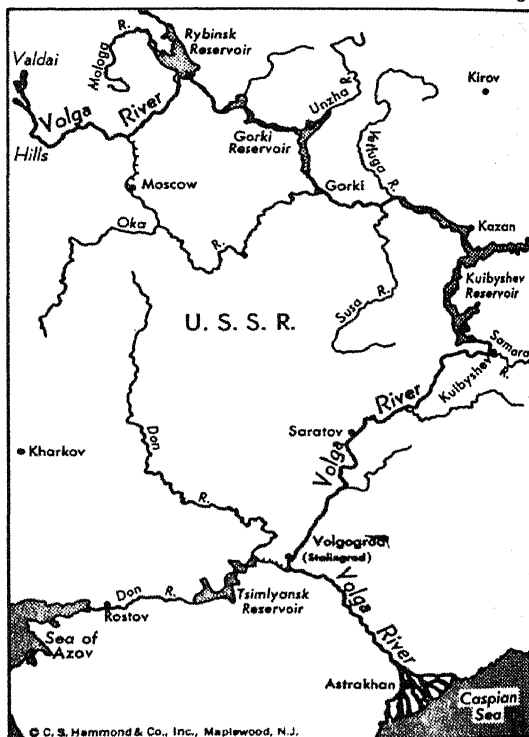 Rybinsk
Reservoir
Valdai
Mologa
R.
Volga
River
Hills
Unzha R.
Gorki
Reservoir
Kirov
Vetluga R.
Moscow
Gorki
Oka
R.
Kazan
Kuibyshev
Reservoir
Susa R.
U. S. S. R.
Samara
R.
Kuibyshev
Volga
River
Saratov
Don
R.
Kharkov
Volgograd
(Stalingrad)
Don
R.
Rostov
Tsimlyansk
Reservoir
Sea of
Azov
Volga
River
Astrakhan
Caspian
Sea
© C. S. Hammond & Co., Inc., Maplewood, N.J.